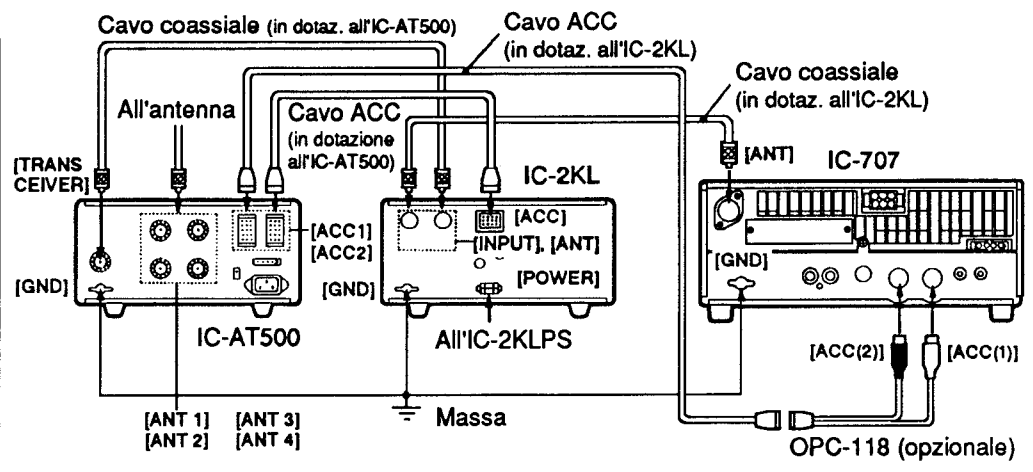 Cavo coassiale (in dotaz. all'IC-AT500)
Cavo ACC
(in dotaz. all'IC-2KL)
Cavo coassiale
(in dotaz. all'IC-2KL)
All'antenna
Cavo ACC
(in dotazione
all'IC-AT500)
[TRANS
CEIVER]
IC-2KL
[ANT]
IC-707
[ACC1]
[ACC2]
[ACC]
[INPUT], [ANT]
[POWER]
[GND]
[GND]
[GND]
IC-AT500
All'IC-2KLPS
[ACC(2)]
[ACC(1)]
[ANT 1]
[ANT 2]
[ANT 3]
[ANT 4]
Massa
OPC-118 (opzionale)